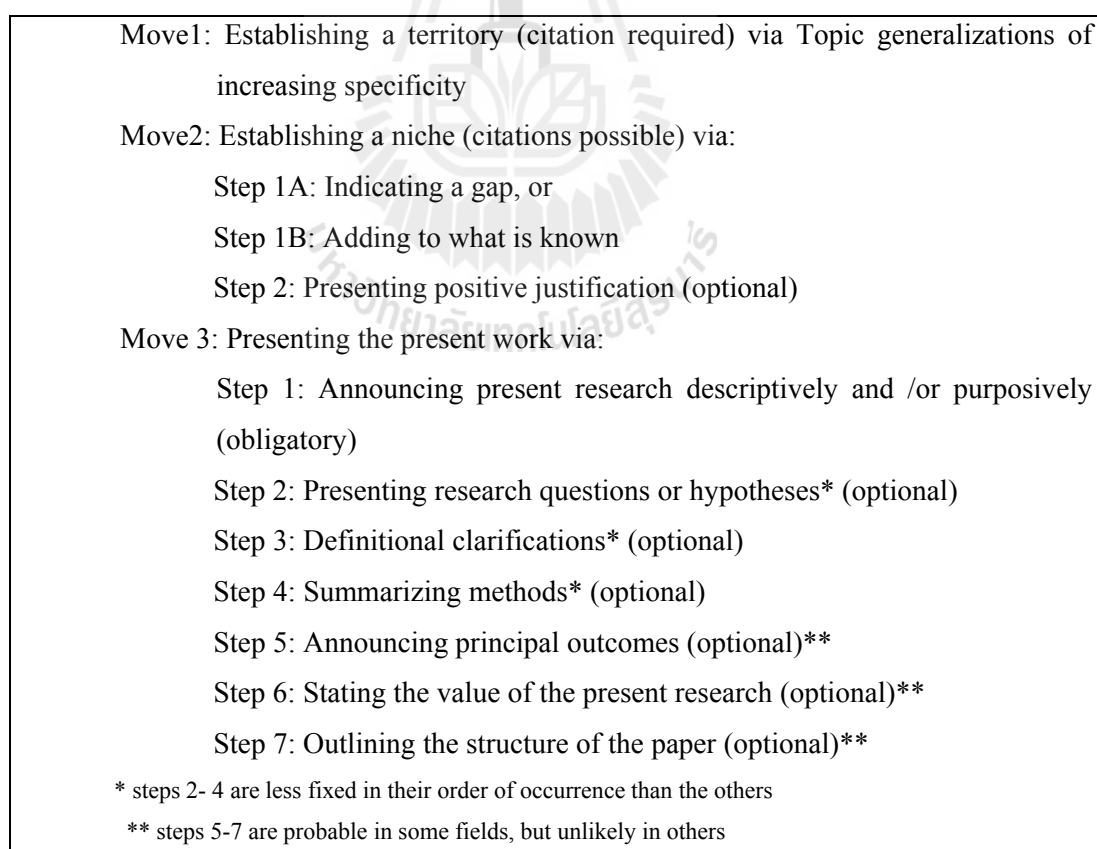 Move1: Establishing a territory (citation required) via Topic generalizations of
increasing specificity
Move2: Establishing a niche (citations possible) via:
Step 1A: Indicating a gap, or
Step 1B: Adding to what is known
Step 2: Presenting positive justification (optional)
Move 3: Presenting the present work via:
Step 1: Announcing present research descriptively and /or purposively
(obligatory)
Step 2: Presenting research questions or hypotheses* (optional)
Step 3: Definitional clarifications* (optional)
Step 4: Summarizing methods* (optional)
Step 5: Announcing principal outcomes (optional)**
Step 6: Stating the value of the present research (optional)**
Step 7: Outlining the structure of the paper (optional)**
* steps 2- 4 are less fixed in their order of occurrence than the others
** steps 5-7 are probable in some fields, but unlikely in others